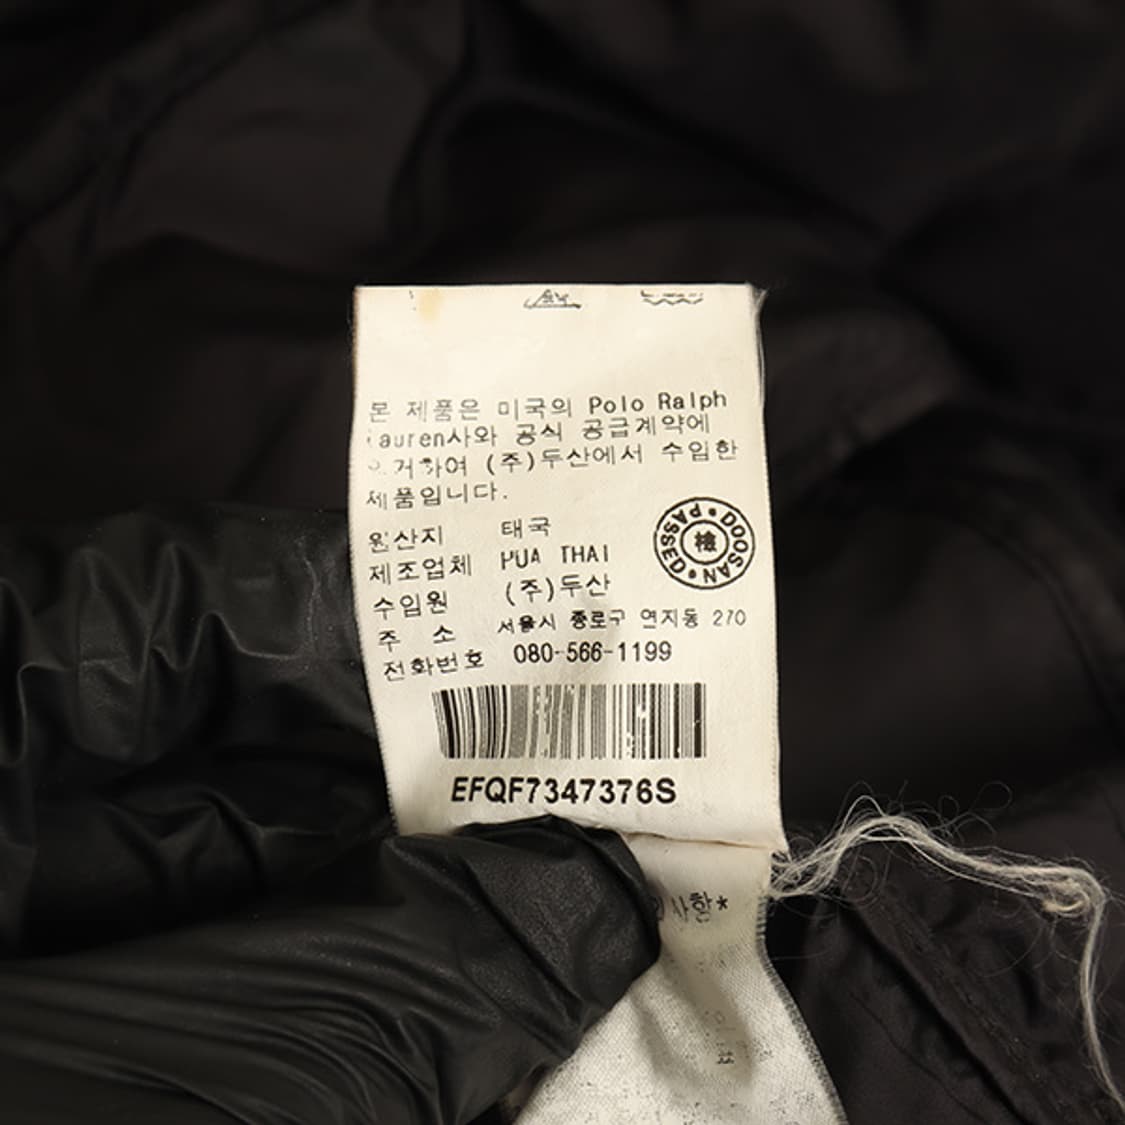 본 제품은 미국의 Polo Ralph
Lauren사와 공식 공급계약에
의거하여 (주)두산에서 수입한
제품입니다.
원산지 태국
제조업체 PUA THAI
수입원 (주)두산
주 소 서울시 종로구 연지동 270
전화번호 080-566-1199
DOOSAN PASSED
檢
EFQF7347376S
사항*